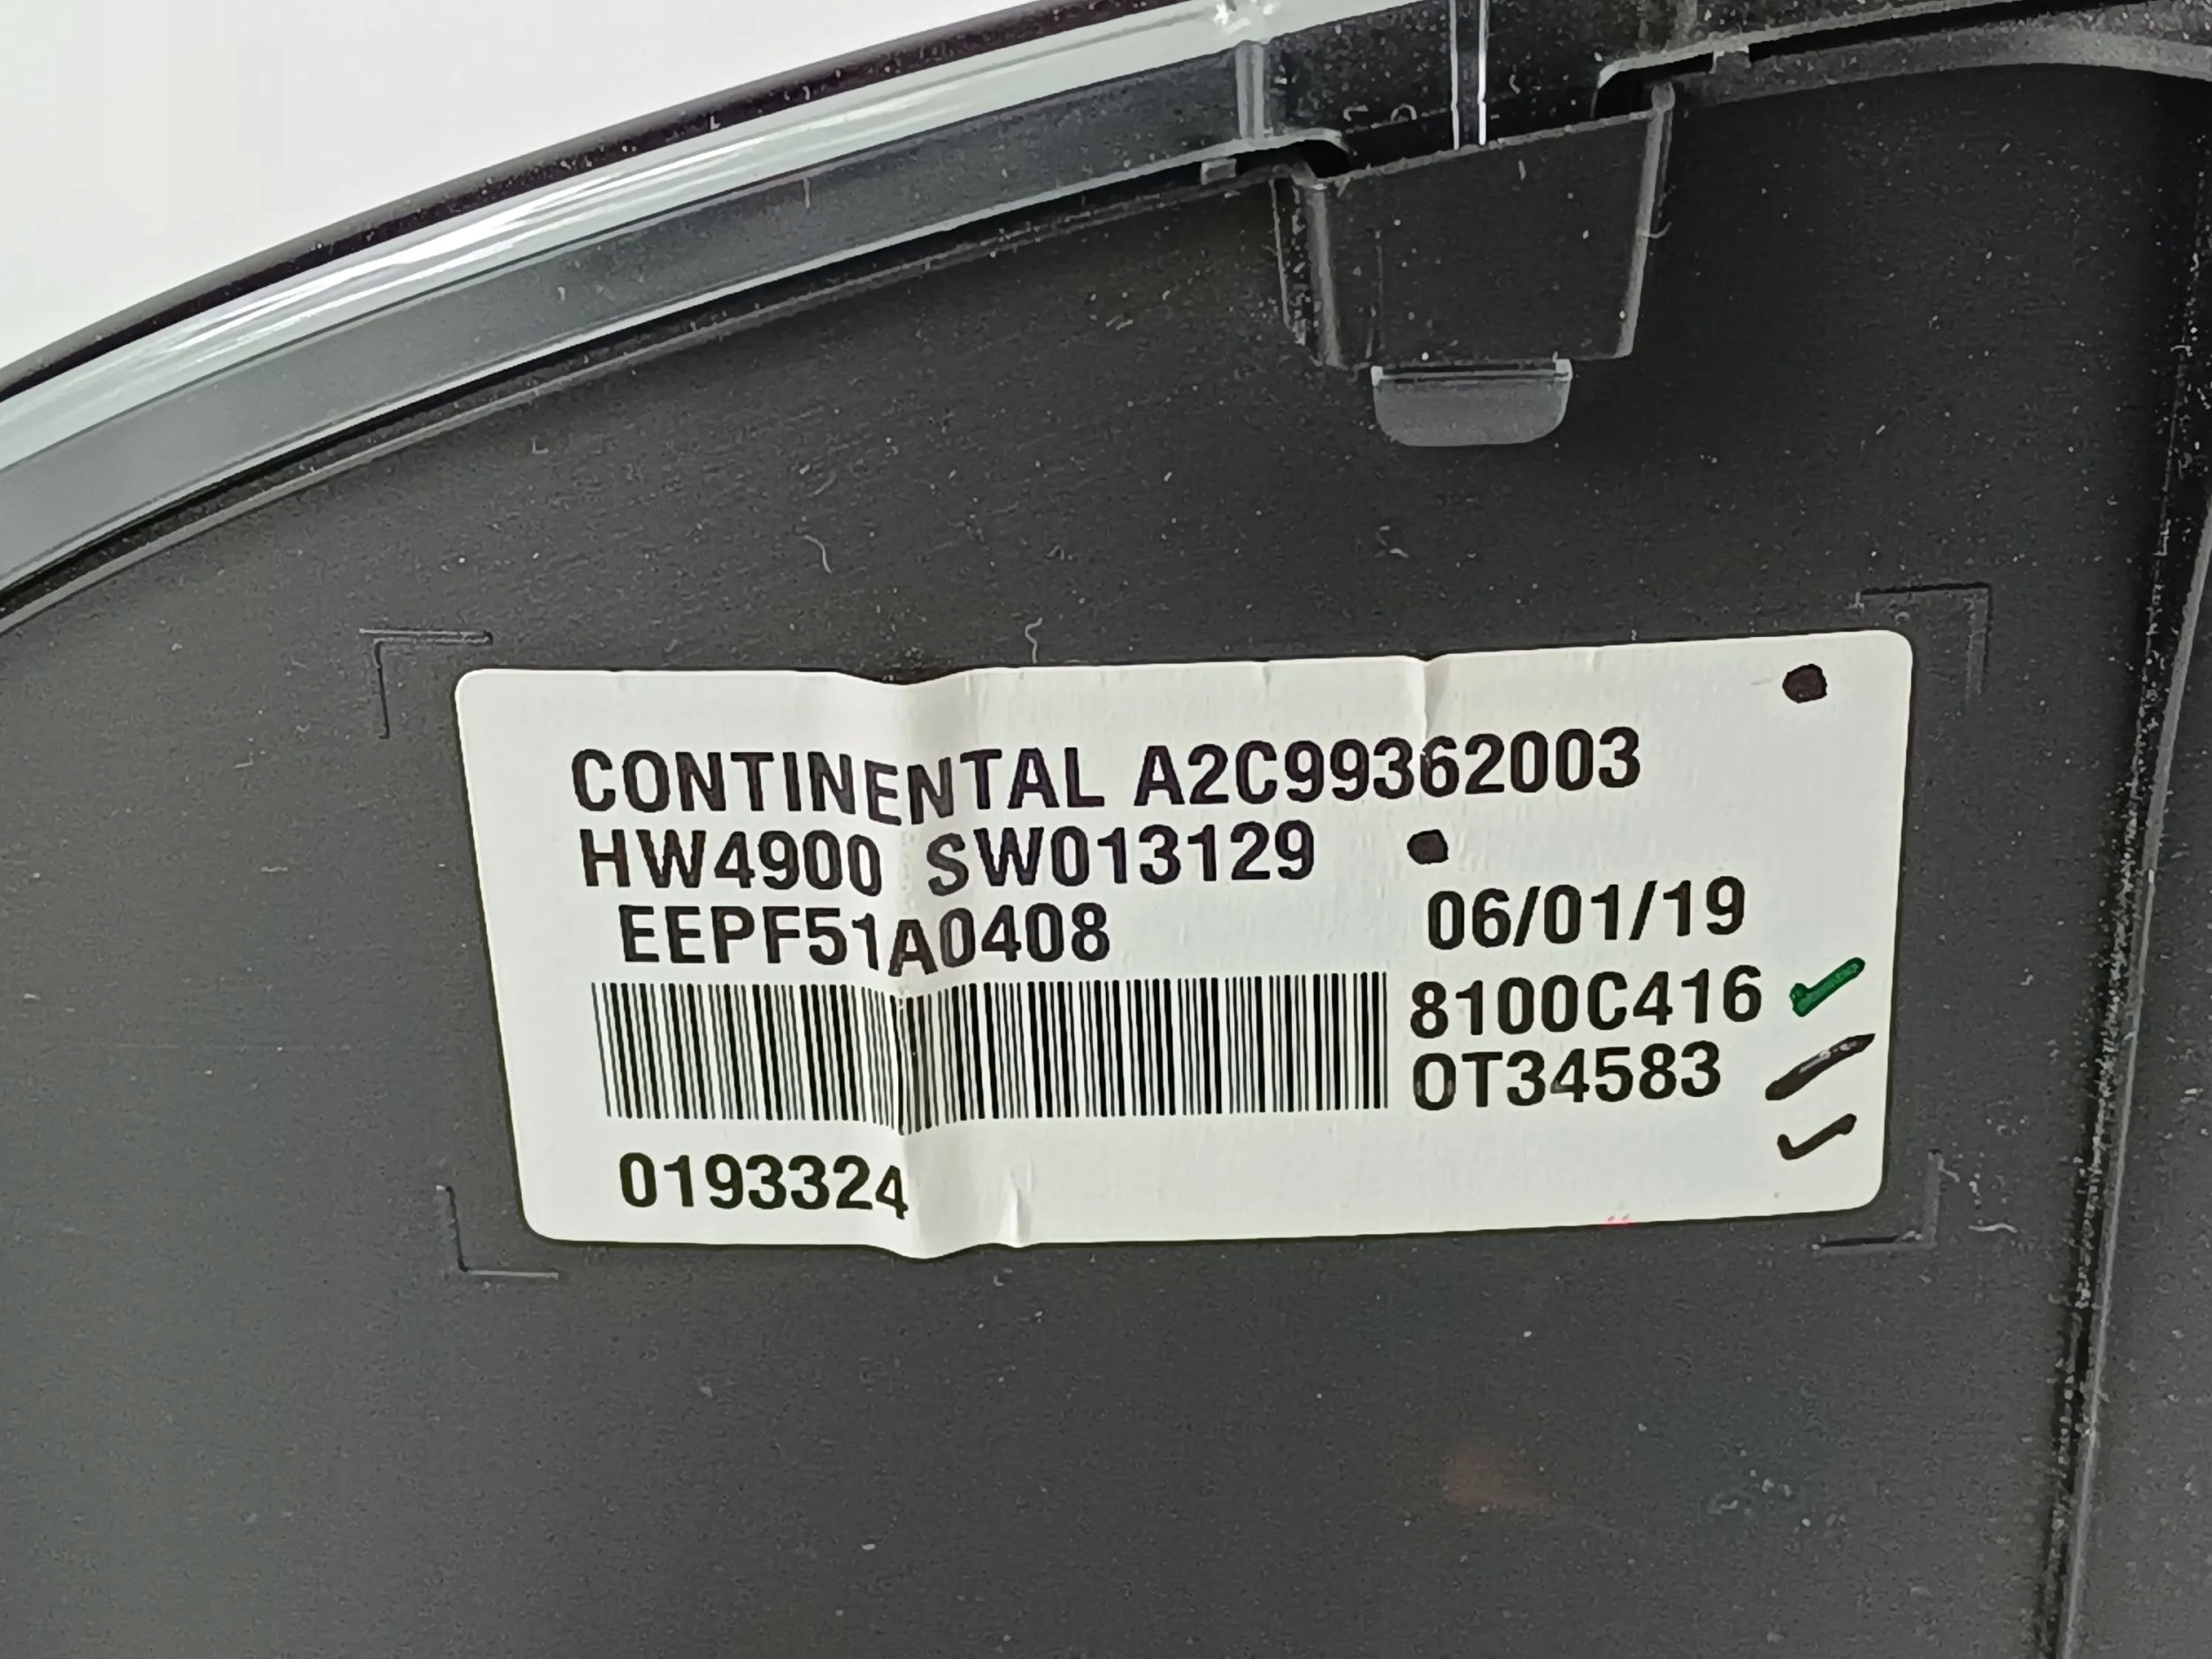 CONTINENTAL A2C99362003
HW4900 SW013129
EEPF51A0408
06/01/19
8100C416
0T34583
0193324